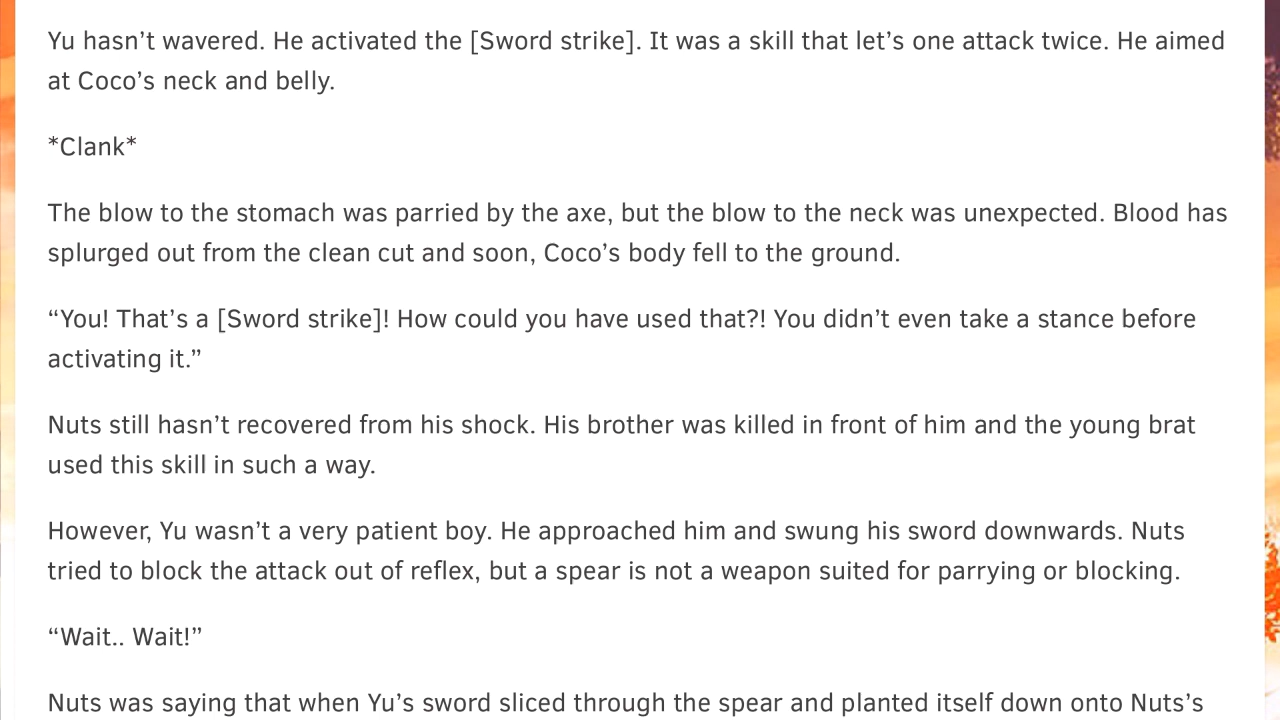 Yu hasn’t wavered. He activated the [Sword strike]. It was a skill that let’s one attack twice. He aimed
at Coco’s neck and belly.
*Clank*
The blow to the stomach was parried by the axe, but the blow to the neck was unexpected. Blood has
splurged out from the clean cut and soon, Coco’s body fell to the ground.
“You! That’s a [Sword strike]! How could you have used that?! You didn’t even take a stance before
activating it.”
Nuts still hasn’t recovered from his shock. His brother was killed in front of him and the young brat
used this skill in such a way.
However, Yu wasn’t a very patient boy. He approached him and swung his sword downwards. Nuts
tried to block the attack out of reflex, but a spear is not a weapon suited for parrying or blocking.
“Wait.. Wait!”
Nuts was saying that when Yu’s sword sliced through the spear and planted itself down onto Nuts’s